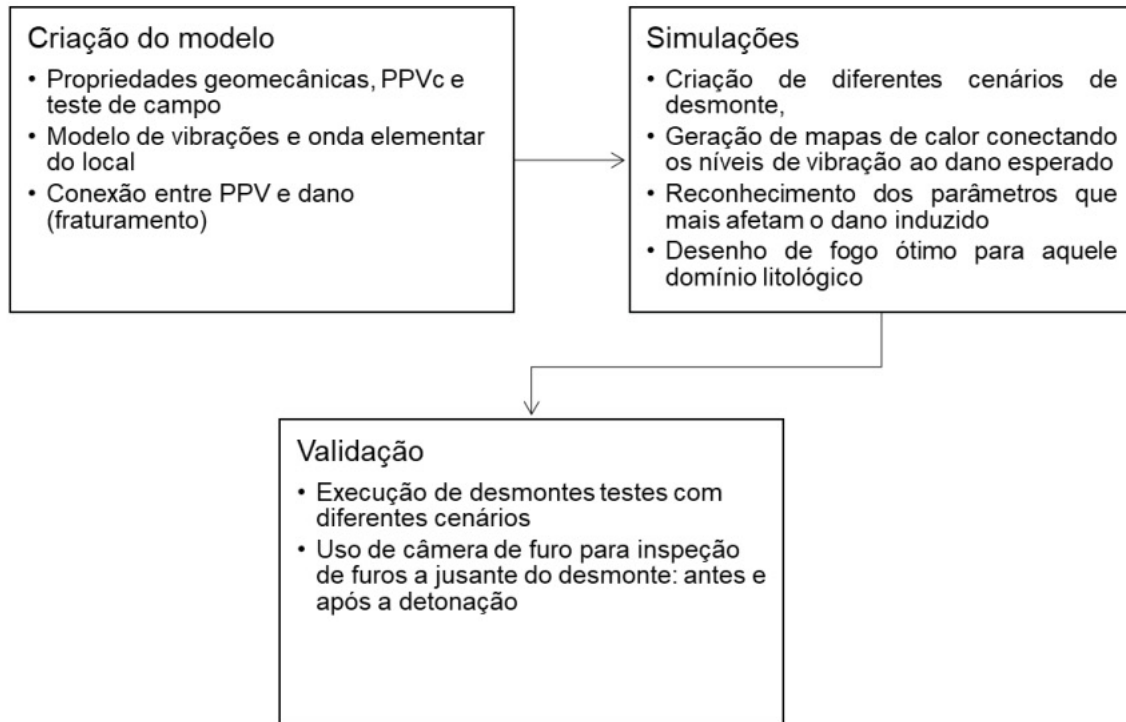 Criação do modelo
• Propriedades geomecânicas, PPVc e
teste de campo
• Modelo de vibrações e onda elementar
do local
• Conexão entre PPV e dano
(fraturamento)
Simulações
• Criação de diferentes cenários de
desmonte,
• Geração de mapas de calor conectando
os níveis de vibração ao dano esperado
• Reconhecimento dos parâmetros que
mais afetam o dano induzido
• Desenho de fogo ótimo para aquele
domínio litológico
Validação
• Execução de desmontes testes com
diferentes cenários
• Uso de câmera de furo para inspeção
de furos a jusante do desmonte: antes e
após a detonação